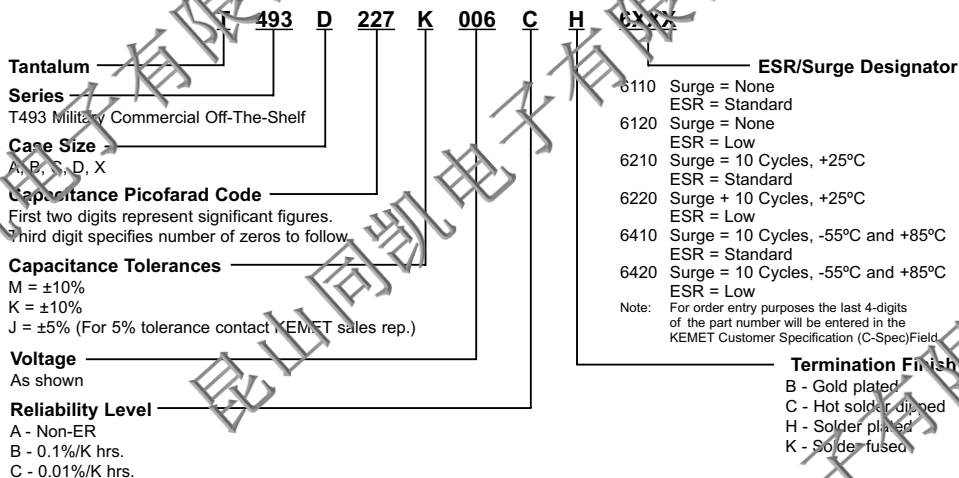 T 493 D 227 K 006 C H 6XXX
Tantalum
Series
T493 Military Commercial Off-The-Shelf
Case Size
A, B, C, D, X
Capacitance Picofarad Code
First two digits represent significant figures.
Third digit specifies number of zeros to follow.
Capacitance Tolerances
M = ±10%
K = ±10%
J = ±5% (For 5% tolerance contact KEMET sales rep.)
Voltage
As shown
Reliability Level
A - Non-ER
B - 0.1%/K hrs.
C - 0.01%/K hrs.
ESR/Surge Designator
6110 Surge = None
ESR = Standard
6120 Surge = None
ESR = Low
6210 Surge = 10 Cycles, +25ºC
ESR = Standard
6220 Surge + 10 Cycles, +25ºC
ESR = Low
6410 Surge = 10 Cycles, -55ºC and +85ºC
ESR = Standard
6420 Surge = 10 Cycles, -55ºC and +85ºC
ESR = Low
Note: For order entry purposes the last 4-digits
of the part number will be entered in the
KEMET Customer Specification (C-Spec)Field
Termination Finish
B - Gold plated
C - Hot solder dipped
H - Solder plated
K - Solder fused
昆山同凯电子有限